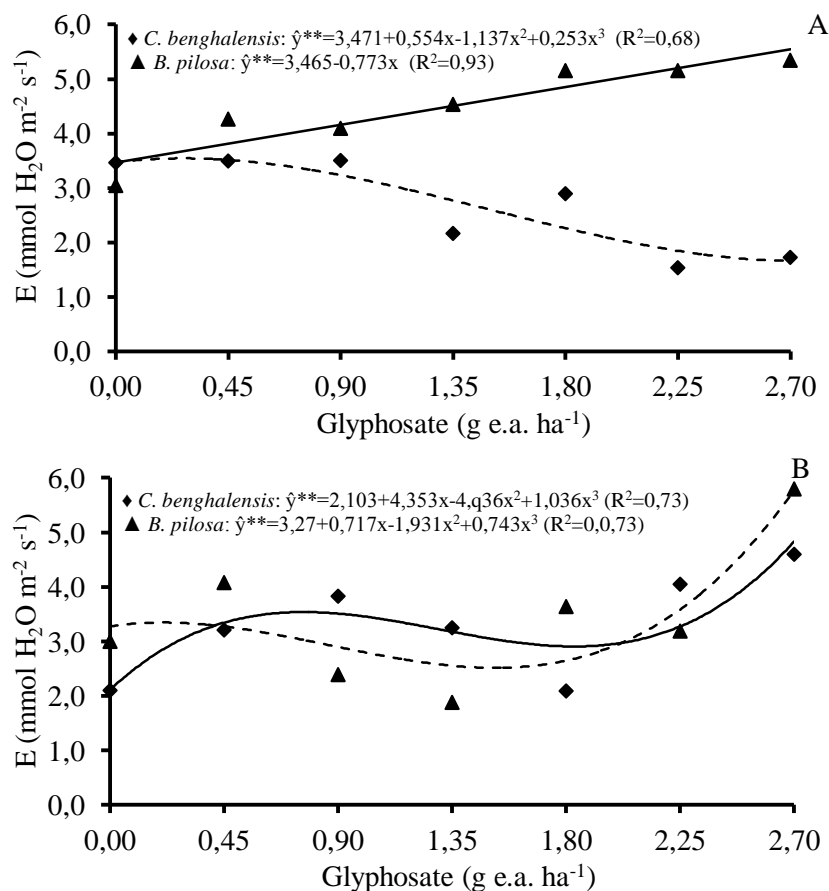 A
♦ C. benghalensis: ŷ**=3,471+0,554x-1,137x²+0,253x³ (R²=0,68)
▲ B. pilosa: ŷ**=3,465-0,773x (R²=0,93)
6,0
5,0
4,0
3,0
2,0
1,0
0,0
E (mmol H₂O m⁻² s⁻¹)
0,00 0,45 0,90 1,35 1,80 2,25 2,70
Glyphosate (g e.a. ha⁻¹)
B
♦ C. benghalensis: ŷ**=2,103+4,353x-4,q36x²+1,036x³ (R²=0,73)
▲ B. pilosa: ŷ**=3,27+0,717x-1,931x²+0,743x³ (R²=0,0,73)
6,0
5,0
4,0
3,0
2,0
1,0
0,0
E (mmol H₂O m⁻² s⁻¹)
0,00 0,45 0,90 1,35 1,80 2,25 2,70
Glyphosate (g e.a. ha⁻¹)